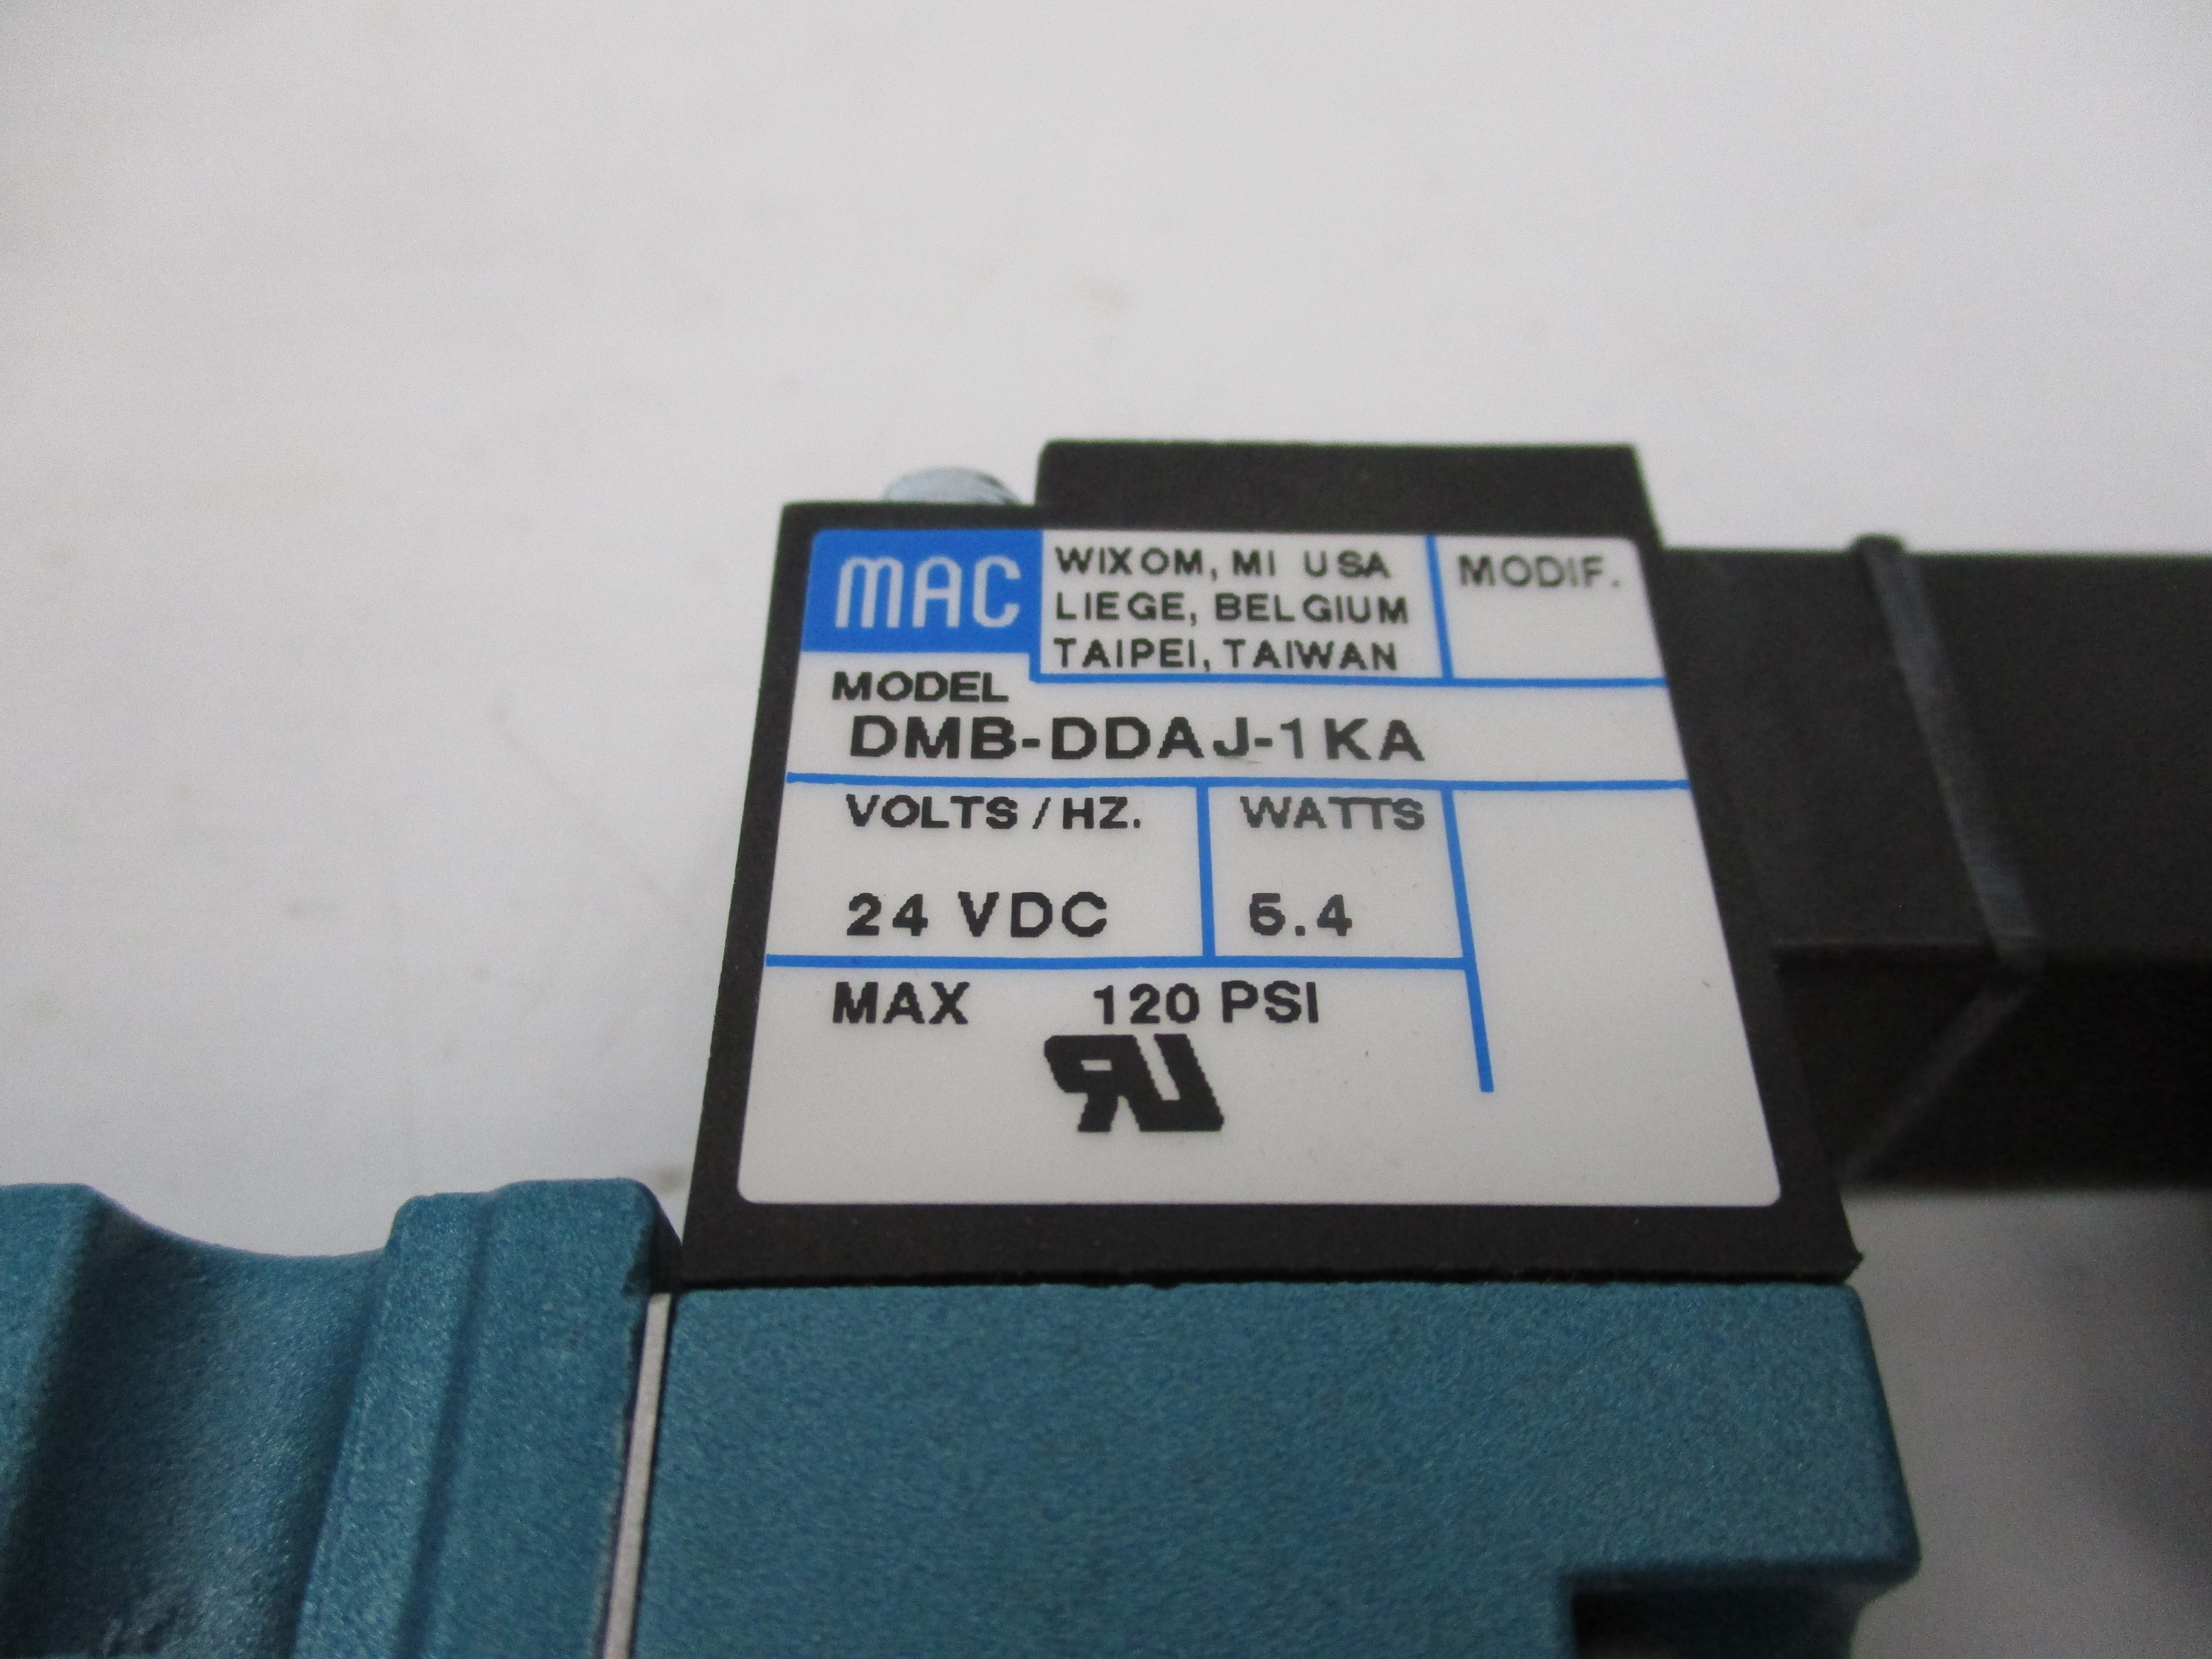 MAC
WIXOM, MI USA
LIEGE, BELGIUM
TAIPEI, TAIWAN
MODIF.
MODEL
DMB-DDAJ-1KA
VOLTS/HZ.
WATTS
24 VDC
5.4
MAX 120 PSI
UR